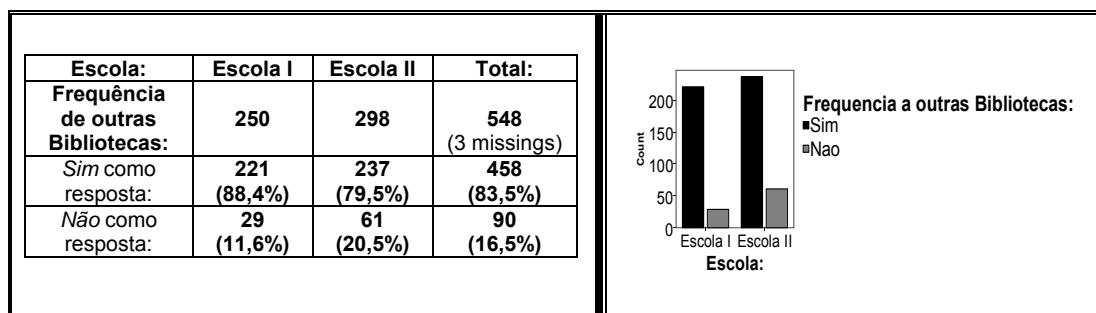 Escola: Escola I Escola II Total:
Frequência
de outras
Bibliotecas: 250 298 548
(3 missings)
Sim como
resposta: 221
(88,4%) 237
(79,5%) 458
(83,5%)
Não como
resposta: 29
(11,6%) 61
(20,5%) 90
(16,5%)
200
150
100
50
0
Count
Escola I Escola II
Escola:
Frequencia a outras Bibliotecas:
Sim
Nao